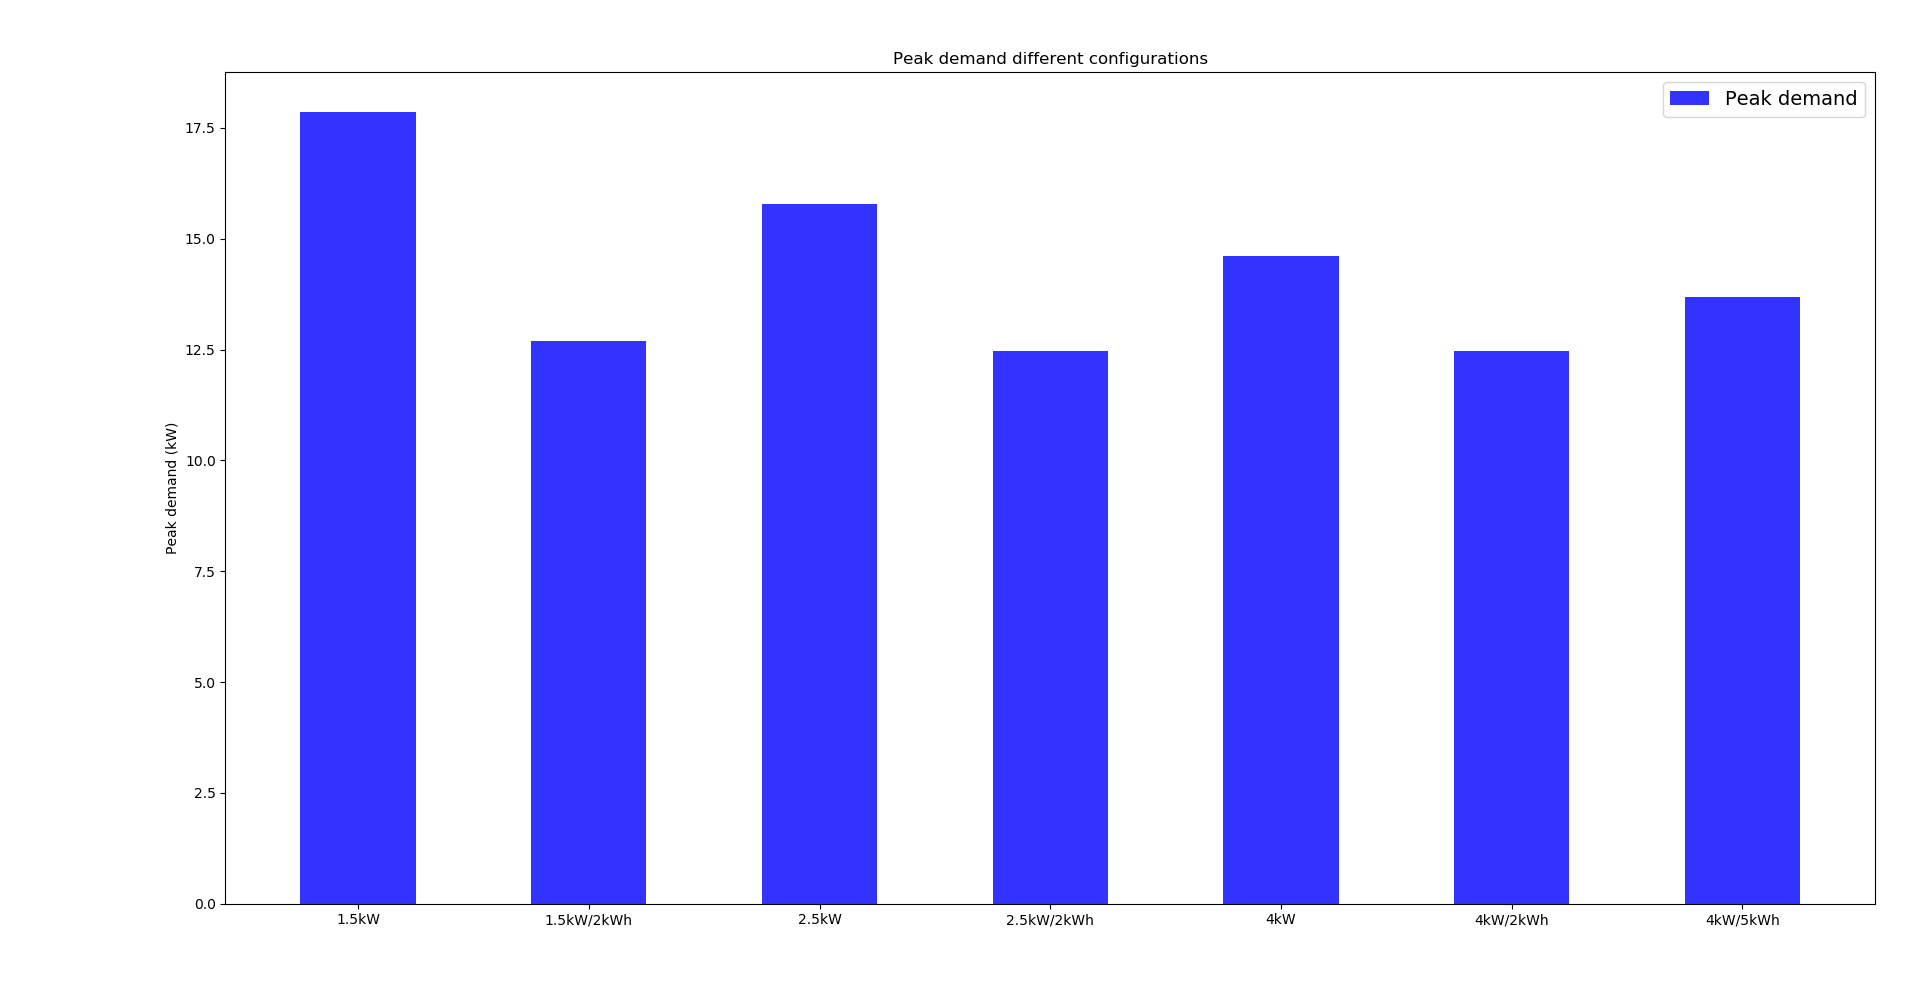 Peak demand different configurations
Peak demand
17.5
15.0
12.5
10.0
7.5
5.0
2.5
0.0
Peak demand (kW)
1.5kW 1.5kW/2kWh 2.5kW 2.5kW/2kWh 4kW 4kW/2kWh 4kW/5kWh